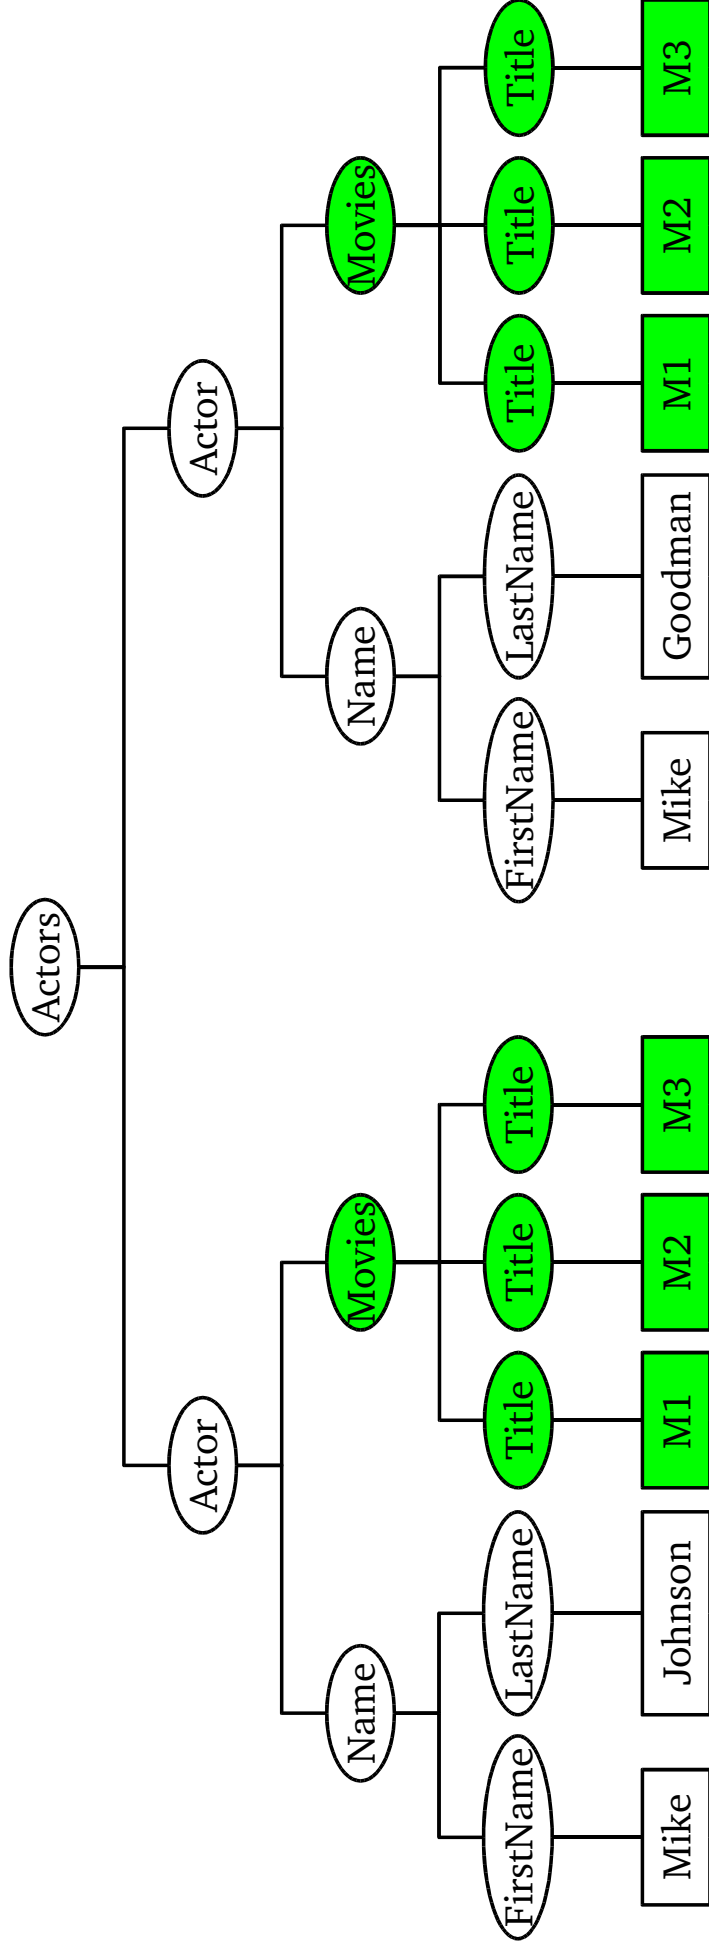 Actors
Actor
Actor
Name
Movies
Name
Movies
FirstName
LastName
Title
Title
Title
FirstName
LastName
Title
Title
Title
Mike
Johnson
M1
M2
M3
Mike
Goodman
M1
M2
M3